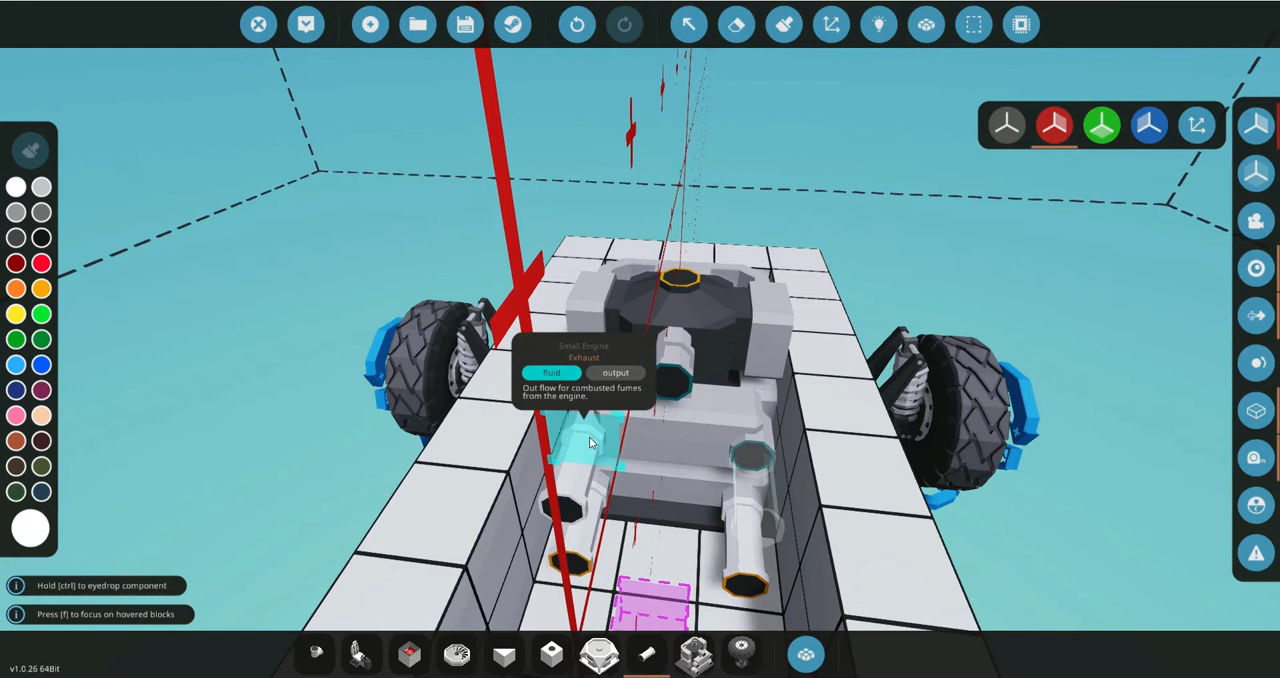 Small Engine
Exhaust
fluid output
Out flow for combusted fumes
from the engine.
Hold [ctrl] to eyedrop component
Press [f] to focus on hovered blocks
v1.0.26 64Bit